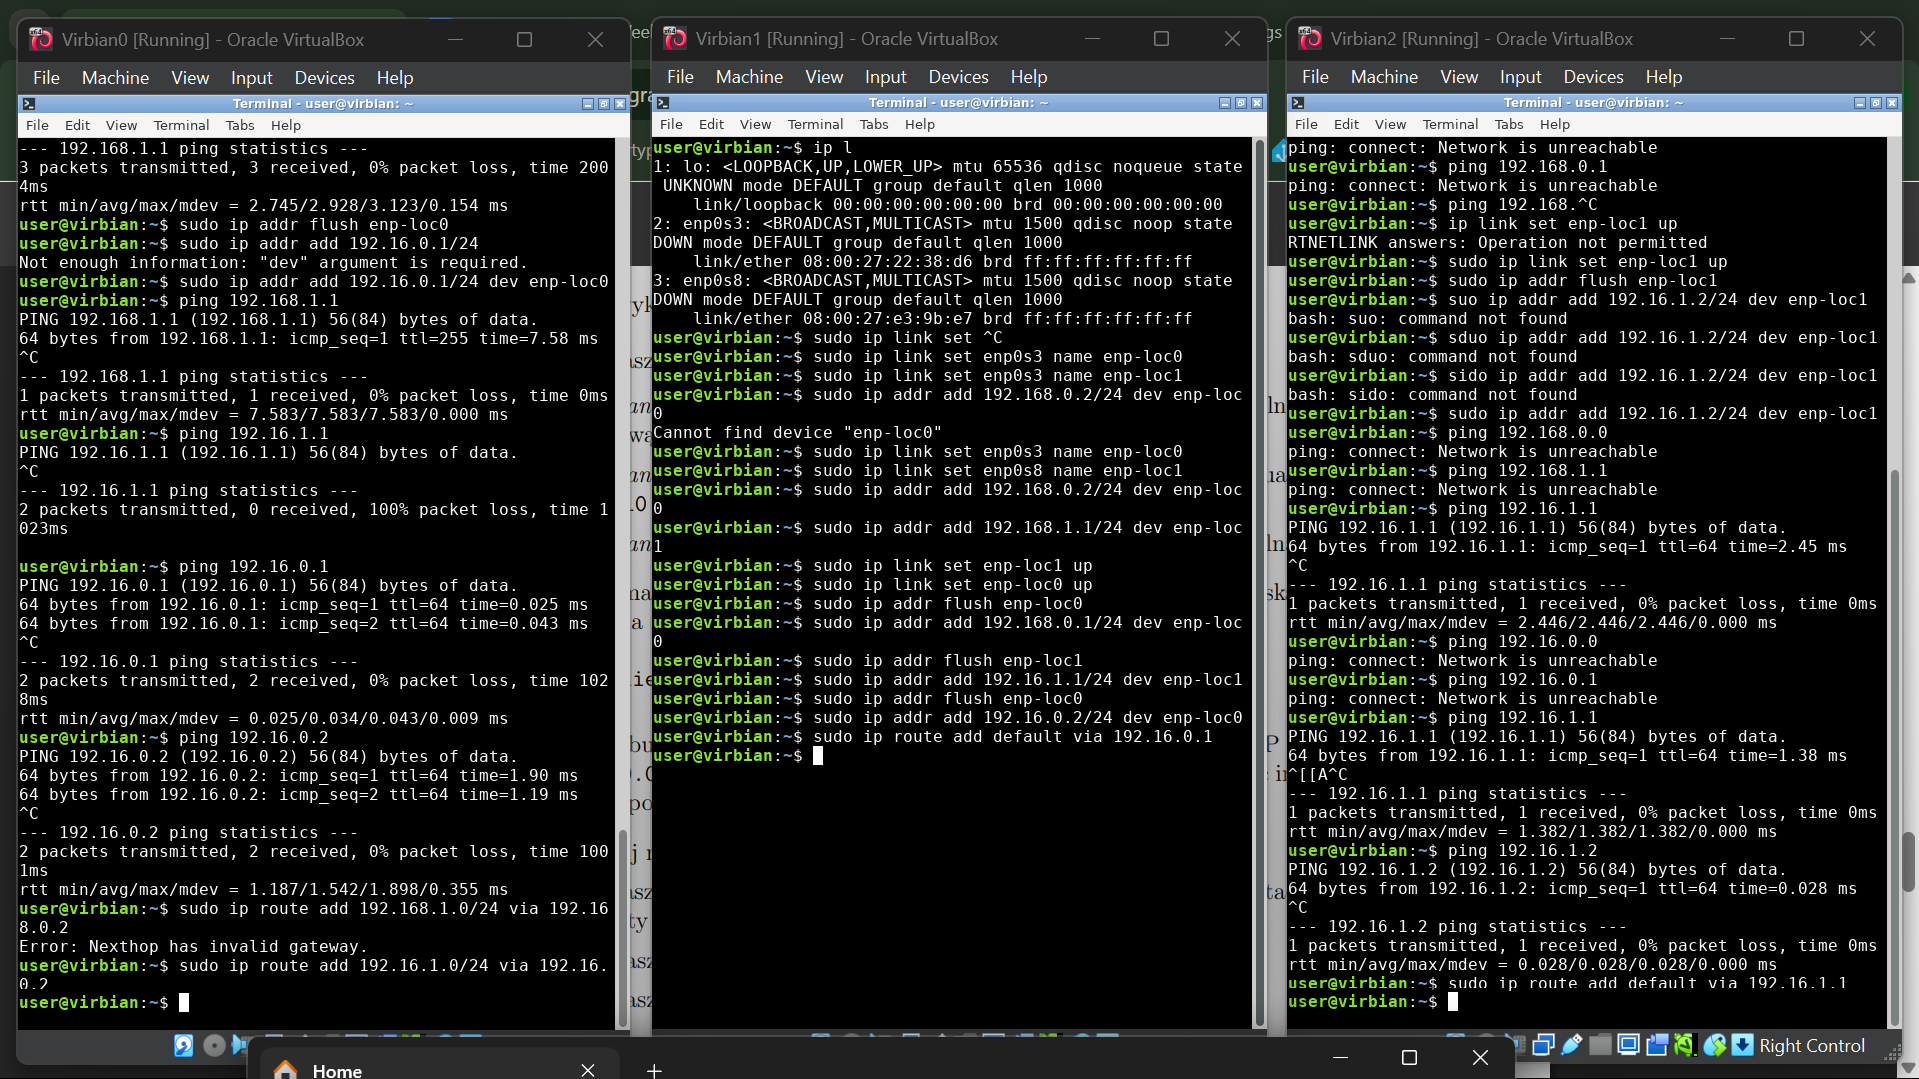 Virbian0 [Running] - Oracle VirtualBox
File Machine View Input Devices Help
Terminal - user@virbian: ~
File Edit View Terminal Tabs Help
--- 192.168.1.1 ping statistics ---
3 packets transmitted, 3 received, 0% packet loss, time 200
4ms
rtt min/avg/max/mdev = 2.745/2.928/3.123/0.154 ms
user@virbian:~$ sudo ip addr flush enp-loc0
user@virbian:~$ sudo ip addr add 192.16.0.1/24
Not enough information: "dev" argument is required.
user@virbian:~$ sudo ip addr add 192.16.0.1/24 dev enp-loc0
user@virbian:~$ ping 192.168.1.1
PING 192.168.1.1 (192.168.1.1) 56(84) bytes of data.
64 bytes from 192.168.1.1: icmp_seq=1 ttl=255 time=7.58 ms
^C
--- 192.168.1.1 ping statistics ---
1 packets transmitted, 1 received, 0% packet loss, time 0ms
rtt min/avg/max/mdev = 7.583/7.583/7.583/0.000 ms
user@virbian:~$ ping 192.16.1.1
PING 192.16.1.1 (192.16.1.1) 56(84) bytes of data.
^C
--- 192.16.1.1 ping statistics ---
2 packets transmitted, 0 received, 100% packet loss, time 1
023ms
user@virbian:~$ ping 192.16.0.1
PING 192.16.0.1 (192.16.0.1) 56(84) bytes of data.
64 bytes from 192.16.0.1: icmp_seq=1 ttl=64 time=0.025 ms
64 bytes from 192.16.0.1: icmp_seq=2 ttl=64 time=0.043 ms
^C
--- 192.16.0.1 ping statistics ---
2 packets transmitted, 2 received, 0% packet loss, time 102
8ms
rtt min/avg/max/mdev = 0.025/0.034/0.043/0.009 ms
user@virbian:~$ ping 192.16.0.2
PING 192.16.0.2 (192.16.0.2) 56(84) bytes of data.
64 bytes from 192.16.0.2: icmp_seq=1 ttl=64 time=1.90 ms
64 bytes from 192.16.0.2: icmp_seq=2 ttl=64 time=1.19 ms
^C
--- 192.16.0.2 ping statistics ---
2 packets transmitted, 2 received, 0% packet loss, time 100
1ms
rtt min/avg/max/mdev = 1.187/1.542/1.898/0.355 ms
user@virbian:~$ sudo ip route add 192.168.1.0/24 via 192.16
8.0.2
Error: Nexthop has invalid gateway.
user@virbian:~$ sudo ip route add 192.16.1.0/24 via 192.16.
0.2
user@virbian:~$
Virbian1 [Running] - Oracle VirtualBox
File Machine View Input Devices Help
Terminal - user@virbian: ~
File Edit View Terminal Tabs Help
user@virbian:~$ ip l
1: lo: <LOOPBACK,UP,LOWER_UP> mtu 65536 qdisc noqueue state
UNKNOWN mode DEFAULT group default qlen 1000
link/loopback 00:00:00:00:00:00 brd 00:00:00:00:00:00
2: enp0s3: <BROADCAST,MULTICAST> mtu 1500 qdisc noop state
DOWN mode DEFAULT group default qlen 1000
link/ether 08:00:27:22:38:d6 brd ff:ff:ff:ff:ff:ff
3: enp0s8: <BROADCAST,MULTICAST> mtu 1500 qdisc noop state
DOWN mode DEFAULT group default qlen 1000
link/ether 08:00:27:e3:9b:e7 brd ff:ff:ff:ff:ff:ff
user@virbian:~$ sudo ip link set ^C
user@virbian:~$ sudo ip link set enp0s3 name enp-loc0
user@virbian:~$ sudo ip link set enp0s3 name enp-loc1
user@virbian:~$ sudo ip addr add 192.168.0.2/24 dev enp-loc
0
Cannot find device "enp-loc0"
user@virbian:~$ sudo ip link set enp0s3 name enp-loc0
user@virbian:~$ sudo ip link set enp0s8 name enp-loc1
user@virbian:~$ sudo ip addr add 192.168.0.2/24 dev enp-loc
0
user@virbian:~$ sudo ip addr add 192.168.1.1/24 dev enp-loc
1
user@virbian:~$ sudo ip link set enp-loc1 up
user@virbian:~$ sudo ip link set enp-loc0 up
user@virbian:~$ sudo ip addr flush enp-loc0
user@virbian:~$ sudo ip addr add 192.168.0.1/24 dev enp-loc
0
user@virbian:~$ sudo ip addr flush enp-loc1
user@virbian:~$ sudo ip addr add 192.16.1.1/24 dev enp-loc1
user@virbian:~$ sudo ip addr flush enp-loc0
user@virbian:~$ sudo ip addr add 192.16.0.2/24 dev enp-loc0
user@virbian:~$ sudo ip route add default via 192.16.0.1
user@virbian:~$
Virbian2 [Running] - Oracle VirtualBox
File Machine View Input Devices Help
Terminal - user@virbian: ~
File Edit View Terminal Tabs Help
ping: connect: Network is unreachable
user@virbian:~$ ping 192.168.0.1
ping: connect: Network is unreachable
user@virbian:~$ ping 192.168.^C
user@virbian:~$ ip link set enp-loc1 up
RTNETLINK answers: Operation not permitted
user@virbian:~$ sudo ip link set enp-loc1 up
user@virbian:~$ sudo ip addr flush enp-loc1
user@virbian:~$ suo ip addr add 192.16.1.2/24 dev enp-loc1
bash: suo: command not found
user@virbian:~$ sduo ip addr add 192.16.1.2/24 dev enp-loc1
bash: sduo: command not found
user@virbian:~$ sido ip addr add 192.16.1.2/24 dev enp-loc1
bash: sido: command not found
user@virbian:~$ sudo ip addr add 192.16.1.2/24 dev enp-loc1
user@virbian:~$ ping 192.168.0.0
ping: connect: Network is unreachable
user@virbian:~$ ping 192.168.1.1
ping: connect: Network is unreachable
user@virbian:~$ ping 192.16.1.1
PING 192.16.1.1 (192.16.1.1) 56(84) bytes of data.
64 bytes from 192.16.1.1: icmp_seq=1 ttl=64 time=2.45 ms
^C
--- 192.16.1.1 ping statistics ---
1 packets transmitted, 1 received, 0% packet loss, time 0ms
rtt min/avg/max/mdev = 2.446/2.446/2.446/0.000 ms
user@virbian:~$ ping 192.16.0.0
ping: connect: Network is unreachable
user@virbian:~$ ping 192.16.0.1
ping: connect: Network is unreachable
user@virbian:~$ ping 192.16.1.1
PING 192.16.1.1 (192.16.1.1) 56(84) bytes of data.
64 bytes from 192.16.1.1: icmp_seq=1 ttl=64 time=1.38 ms
^[[A^C
--- 192.16.1.1 ping statistics ---
1 packets transmitted, 1 received, 0% packet loss, time 0ms
rtt min/avg/max/mdev = 1.382/1.382/1.382/0.000 ms
user@virbian:~$ ping 192.16.1.2
PING 192.16.1.2 (192.16.1.2) 56(84) bytes of data.
64 bytes from 192.16.1.2: icmp_seq=1 ttl=64 time=0.028 ms
^C
--- 192.16.1.2 ping statistics ---
1 packets transmitted, 1 received, 0% packet loss, time 0ms
rtt min/avg/max/mdev = 0.028/0.028/0.028/0.000 ms
user@virbian:~$ sudo ip route add default via 192.16.1.1
user@virbian:~$
Right Control
Home